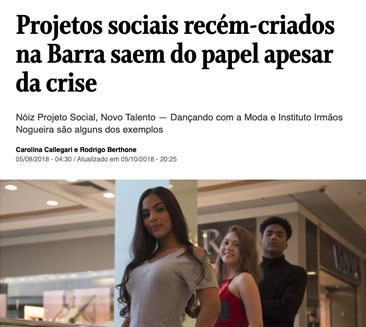 Projetos sociais recém-criados
na Barra saem do papel apesar
da crise
Nóiz Projeto Social, Novo Talento — Dançando com a Moda e Instituto Irmãos
Nogueira são alguns dos exemplos
Carolina Callegari e Rodrigo Berthone
05/08/2018 - 04:30 / Atualizado em 05/10/2018 - 20:25